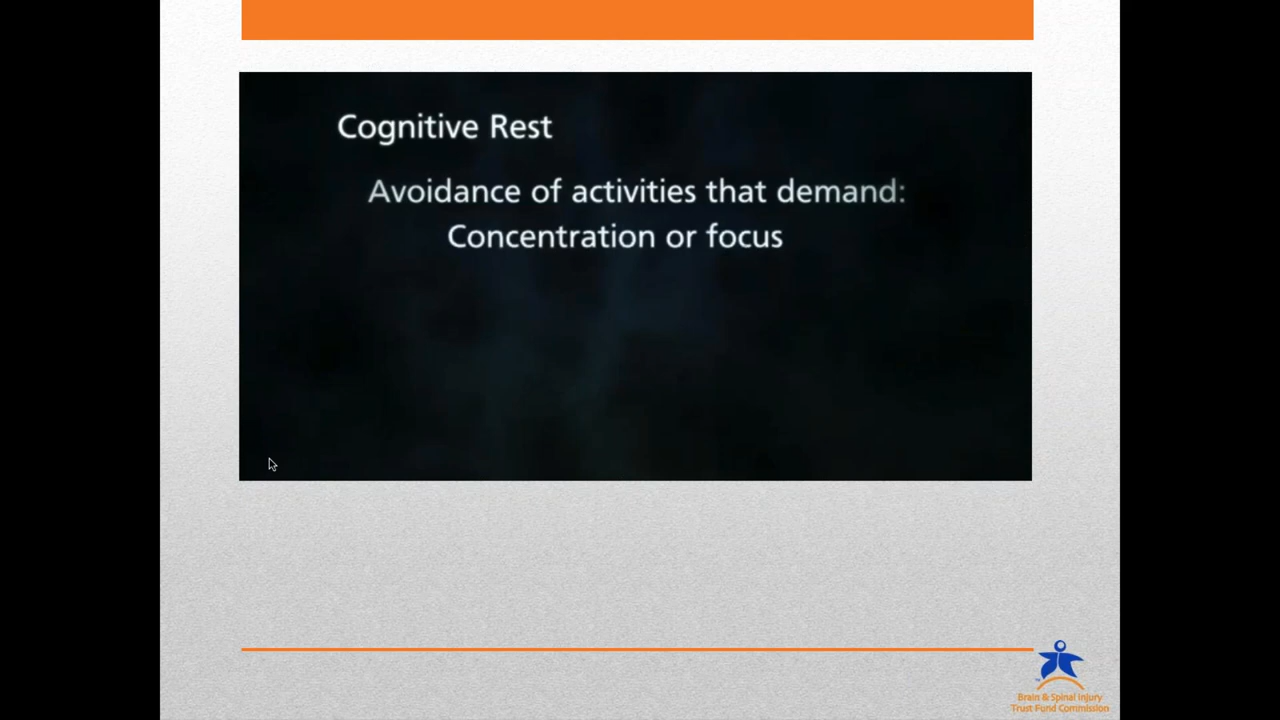 Cognitive Rest
Avoidance of activities that demand:
Concentration or focus
Brain & Spinal Injury
Trust Fund Commission